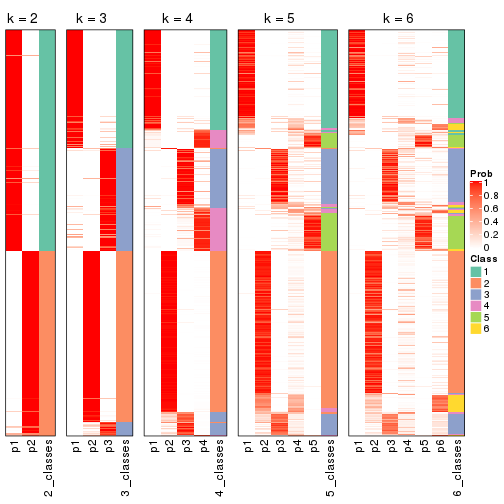 k = 2
k = 3
k = 4
k = 5
k = 6
p1
p2
2_classes
p1
p2
p3
3_classes
p1
p2
p3
p4
4_classes
p1
p2
p3
p4
p5
5_classes
p1
p2
p3
p4
p5
p6
6_classes
Prob
1
0.8
0.6
0.4
0.2
0
Class
1
2
3
4
5
6